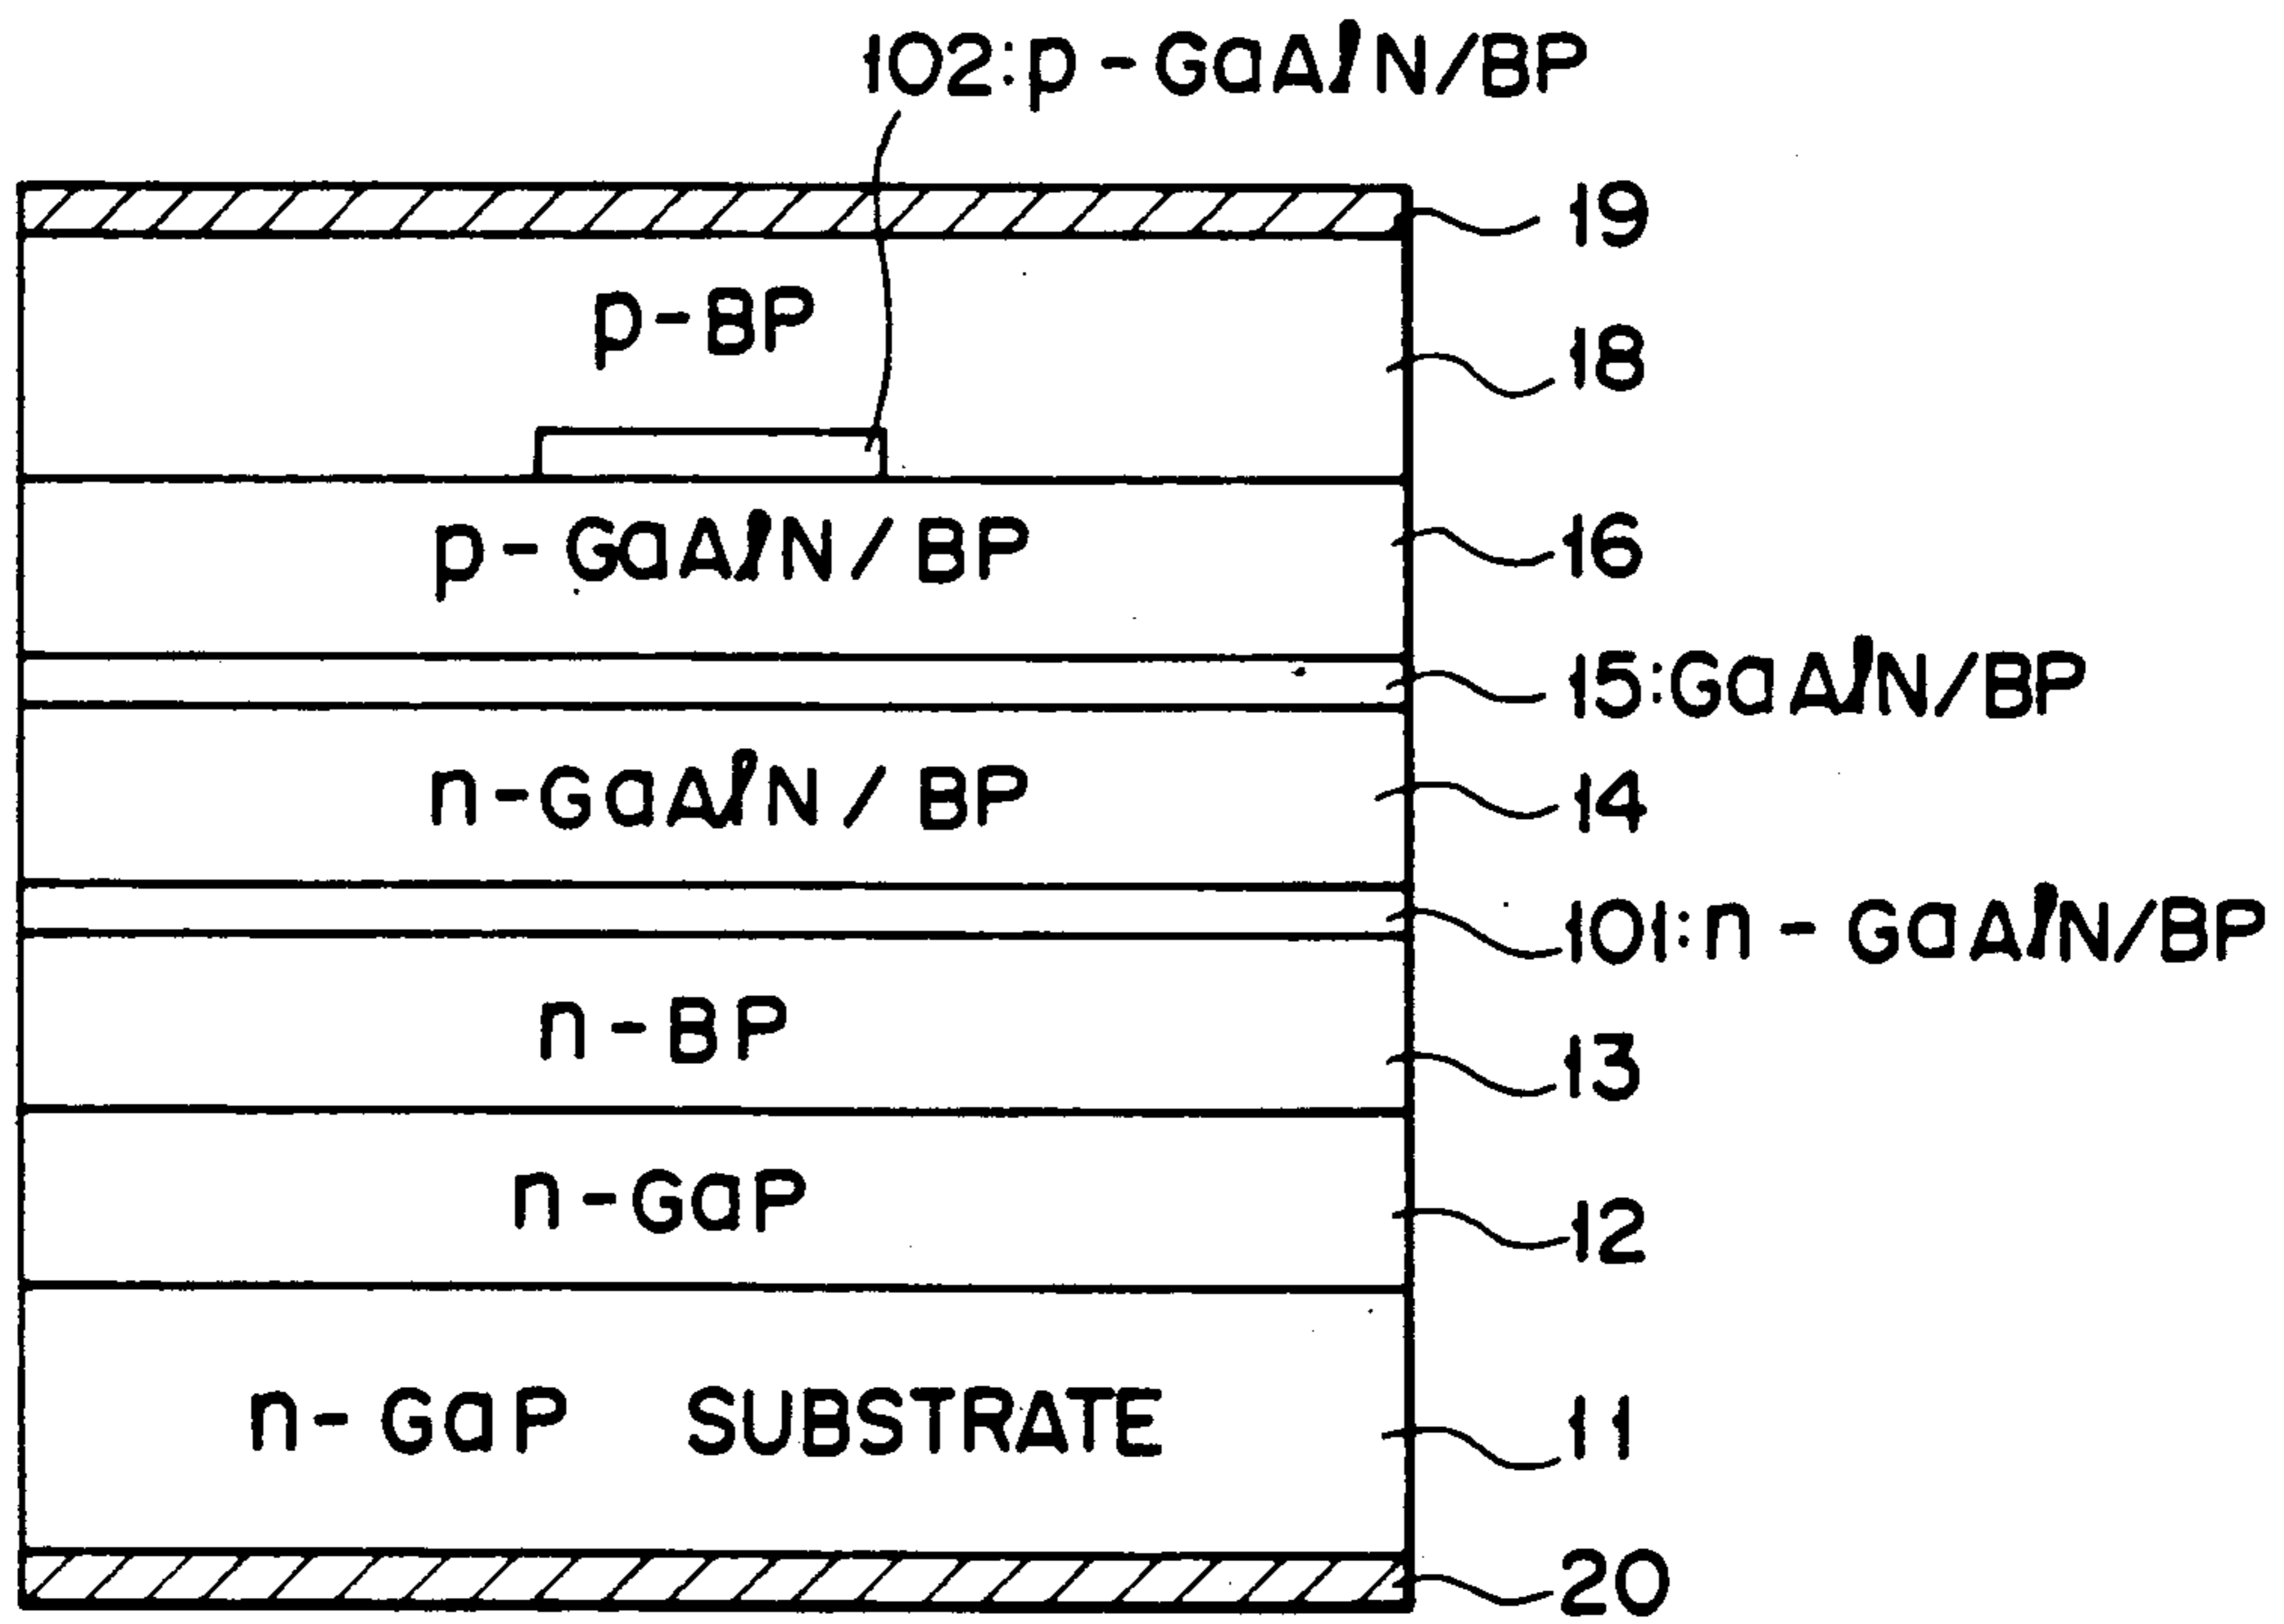 102:p-GaAlN/BP
19
p-BP
18
p-GaAlN/BP
16
15:GaAlN/BP
n-GaAlN/BP
14
101:n-GaAlN/BP
n-BP
13
n-GaP
12
n-GaP SUBSTRATE
11
20